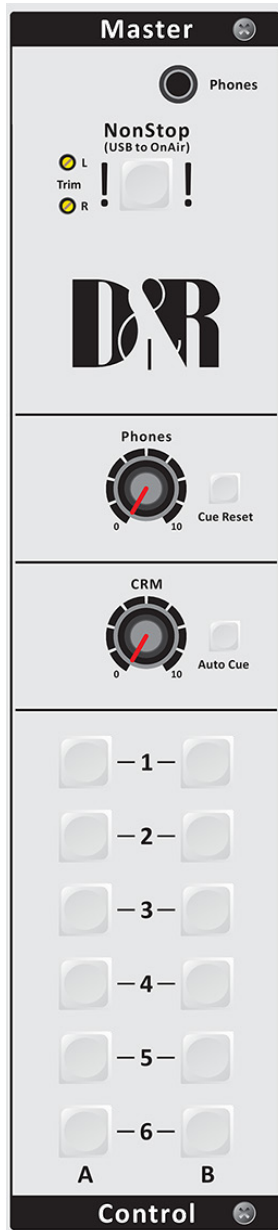 Master
Phones
NonStop
(USB to OnAir)
L
Trim
R
! !
D&R
Phones
0 10
Cue Reset
CRM
0 10
Auto Cue
1
2
3
4
5
6
A B
Control